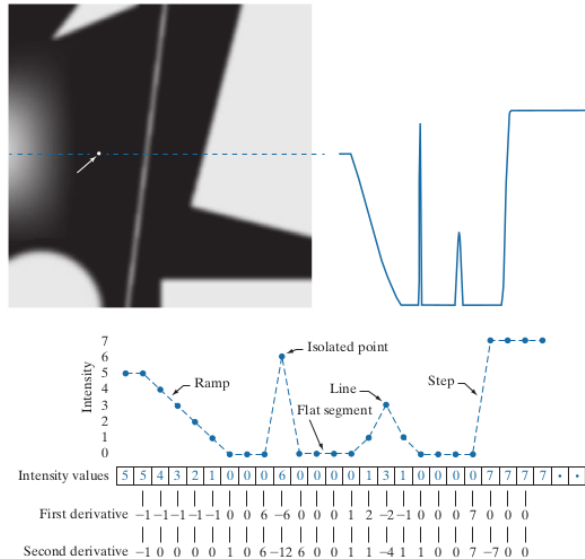 7
6
5
4
3
2
1
0
Intensity
Isolated point
Ramp
Line
Step
Flat segment
Intensity values 5 5 4 3 2 1 0 0 0 6 0 0 0 0 1 3 1 0 0 0 0 7 7 7 7 • •
First derivative −1 −1 −1 −1 −1 0 0 6 −6 0 0 0 1 2 −2 −1 0 0 0 7 0 0 0
Second derivative −1 0 0 0 0 1 0 6 −12 6 0 0 1 1 −4 1 1 0 0 7 −7 0 0